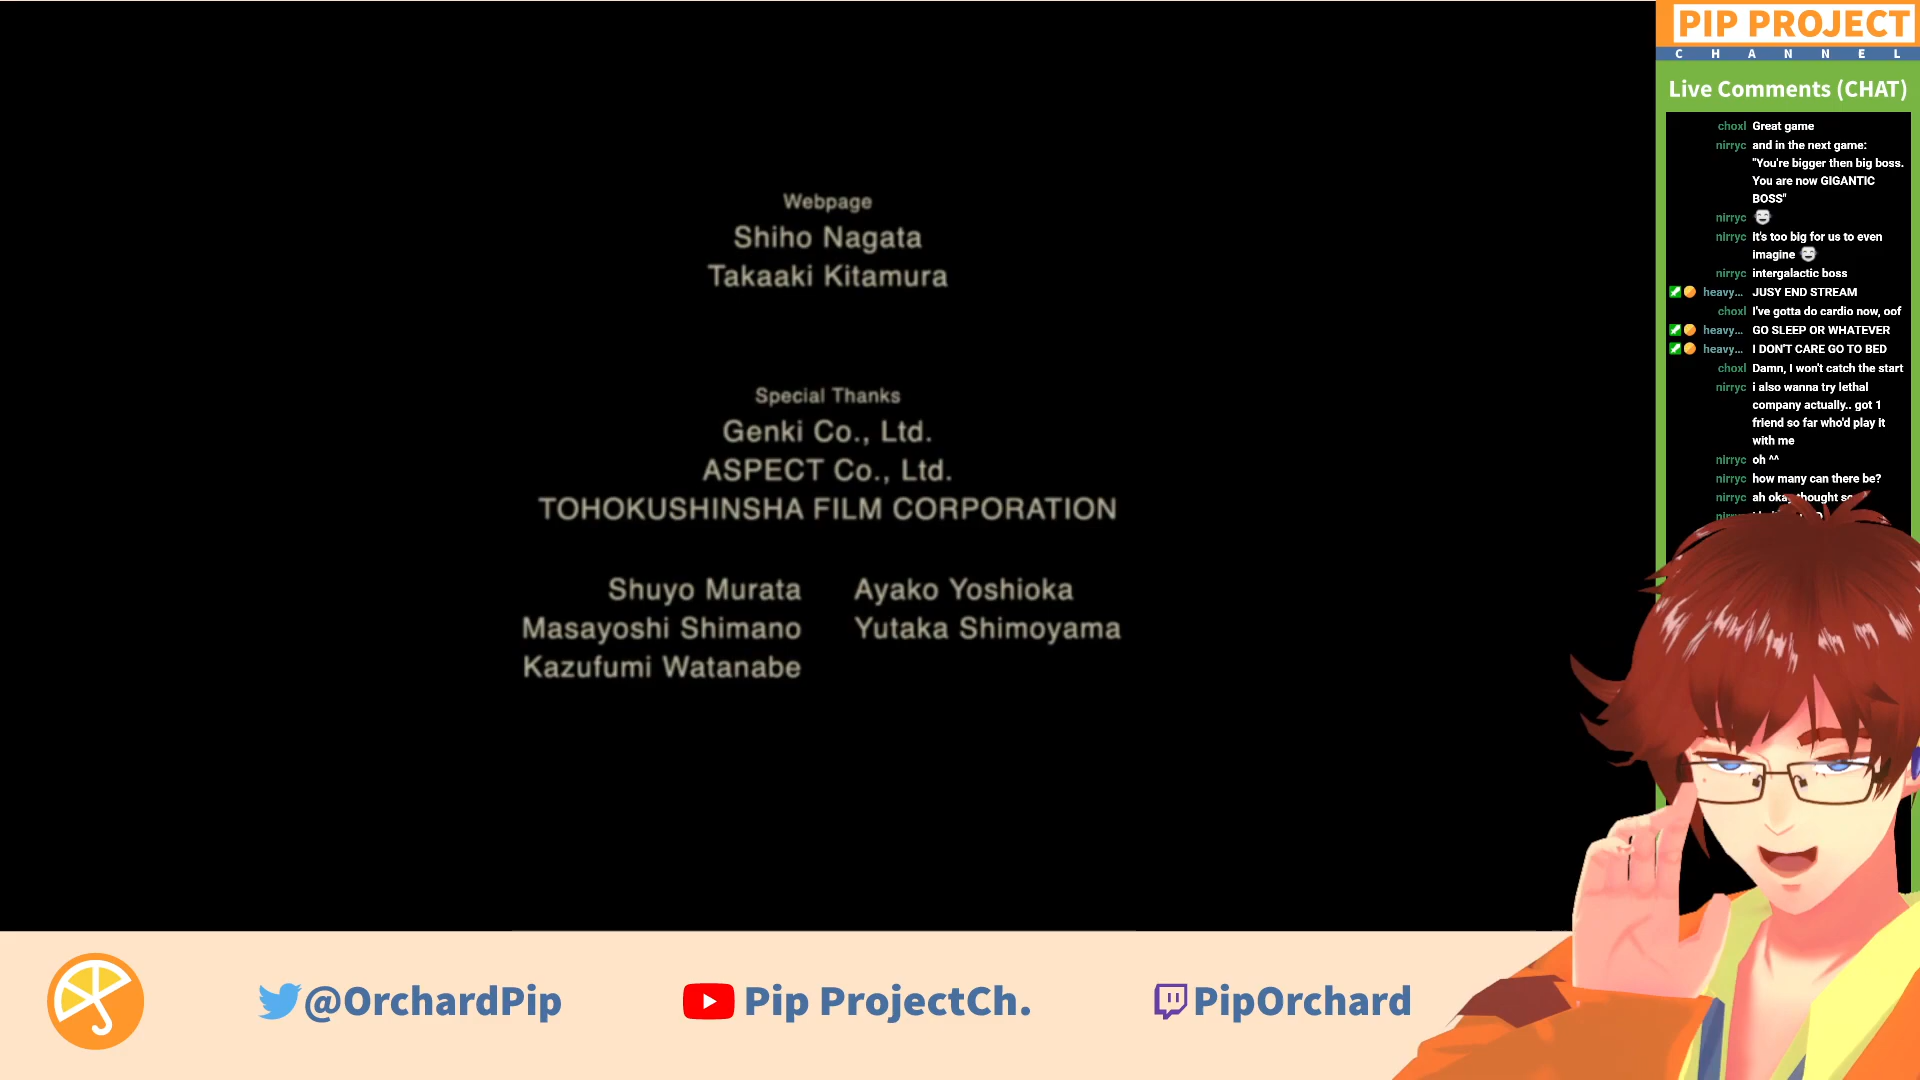 Webpage
Shiho Nagata
Takaaki Kitamura
Special Thanks
Genki Co., Ltd.
ASPECT Co., Ltd.
TOHOKUSHINSHA FILM CORPORATION
Shuyo Murata Ayako Yoshioka
Masayoshi Shimano Yutaka Shimoyama
Kazufumi Watanabe
PIP PROJECT
CHANNEL
Live Comments (CHAT)
choxl Great game
nirryc and in the next game:
"You're bigger then big boss.
You are now GIGANTIC
BOSS"
nirryc
nirryc it's too big for us to even
imagine
nirryc intergalactic boss
heavy... JUSY END STREAM
choxl I've gotta do cardio now, oof
heavy... GO SLEEP OR WHATEVER
heavy... I DON'T CARE GO TO BED
choxl Damn, I won't catch the start
nirryc i also wanna try lethal
company actually.. got 1
friend so far who'd play it
with me
nirryc oh ^^
nirryc how many can there be?
nirryc ah okay thought
@OrchardPip
Pip ProjectCh.
PipOrchard